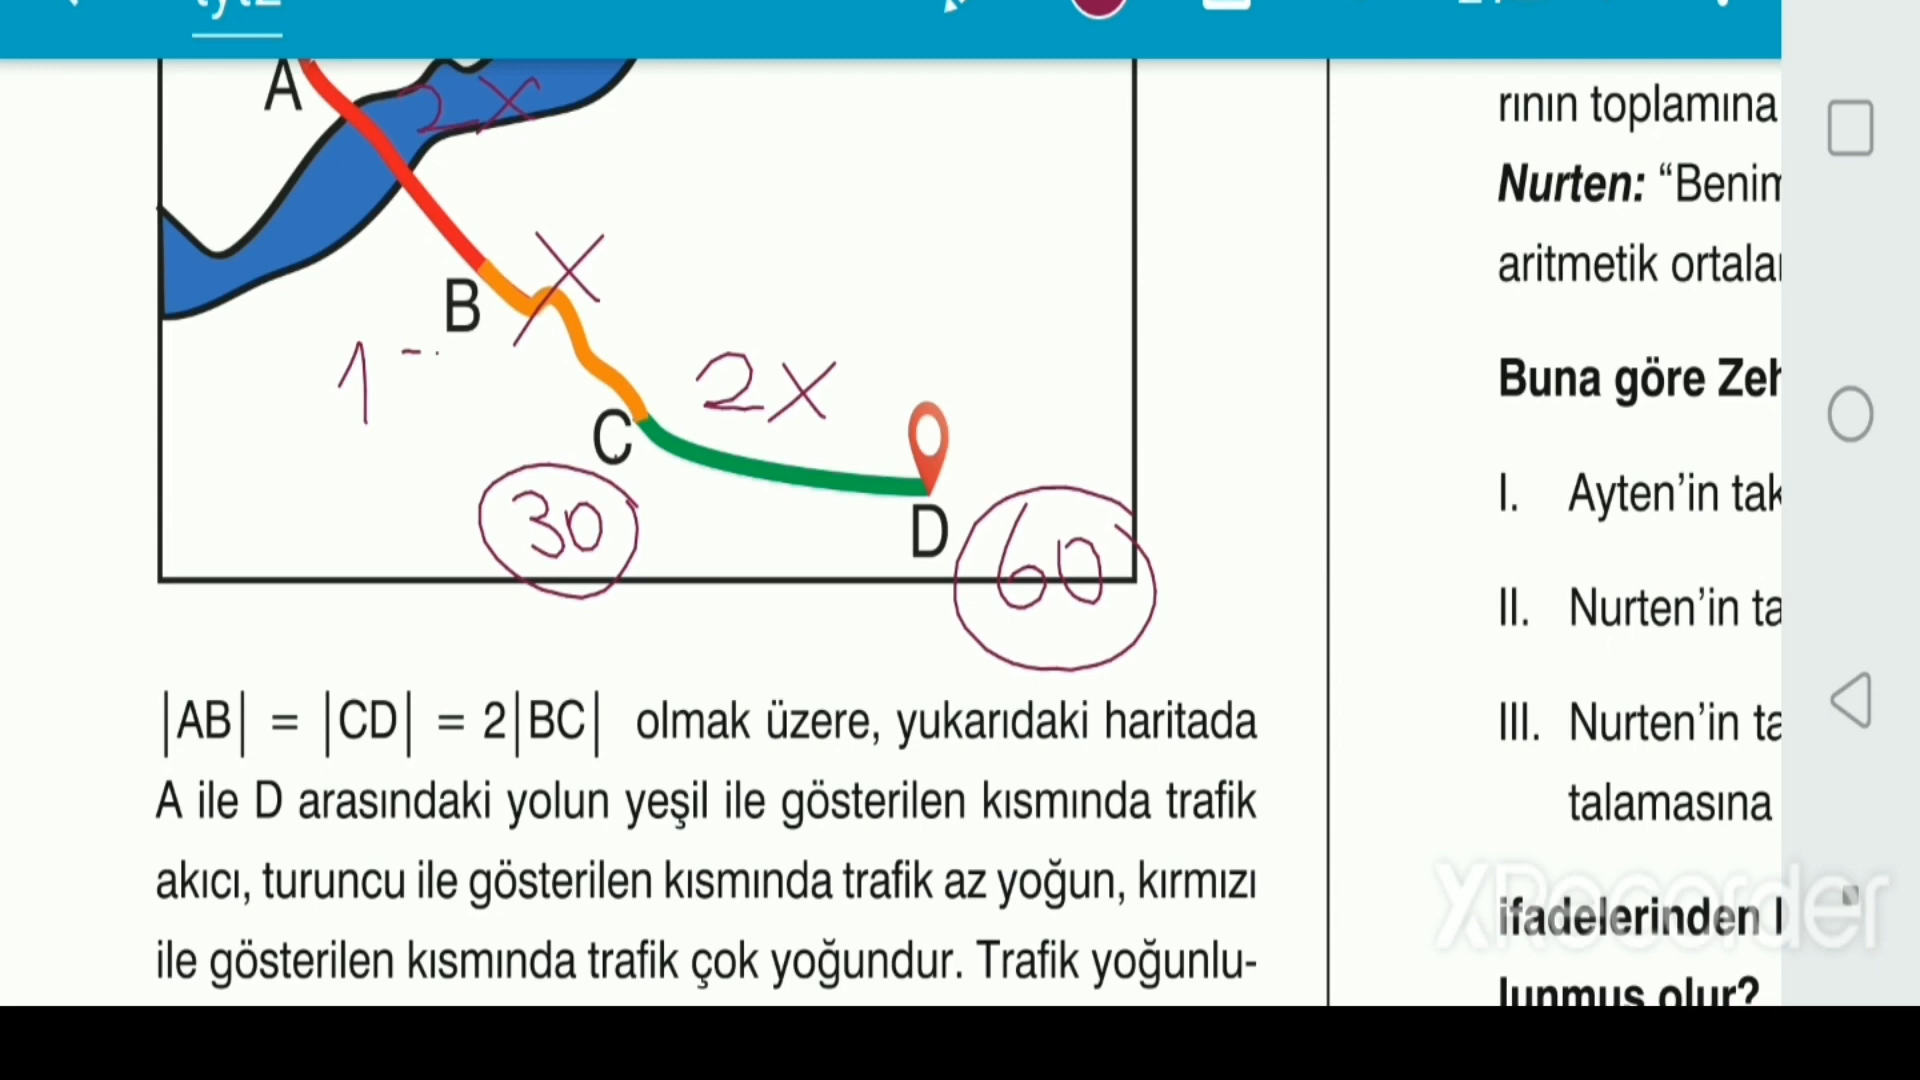 A
2x
B
x
1 -
C
2x
D
30
60
|AB| = |CD| = 2|BC| olmak üzere, yukarıdaki haritada
A ile D arasındaki yolun yeşil ile gösterilen kısmında trafik
akıcı, turuncu ile gösterilen kısmında trafik az yoğun, kırmızı
ile gösterilen kısmında trafik çok yoğundur. Trafik yoğunlu-
rının toplamına
Nurten: “Benim
aritmetik ortala
Buna göre Zeh
I. Ayten’in tak
II. Nurten’in ta
III. Nurten’in ta
talamasına
ifadelerinden
lunmuş olur?
XRecorder